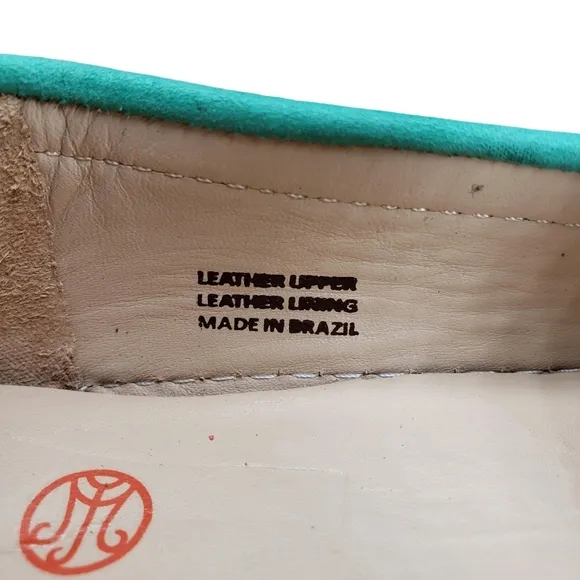 LEATHER UPPER
LEATHER LINING
MADE IN BRAZIL